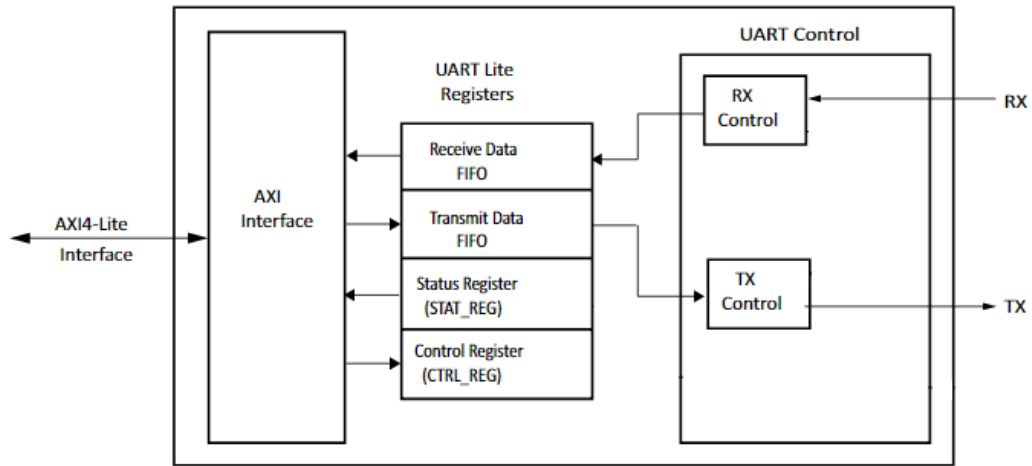 UART Control
UART Lite
Registers
RX
Control
RX
Receive Data
FIFO
AXI
Interface
Transmit Data
FIFO
AXI4-Lite
Interface
Status Register
(STAT_REG)
TX
Control
TX
Control Register
(CTRL_REG)